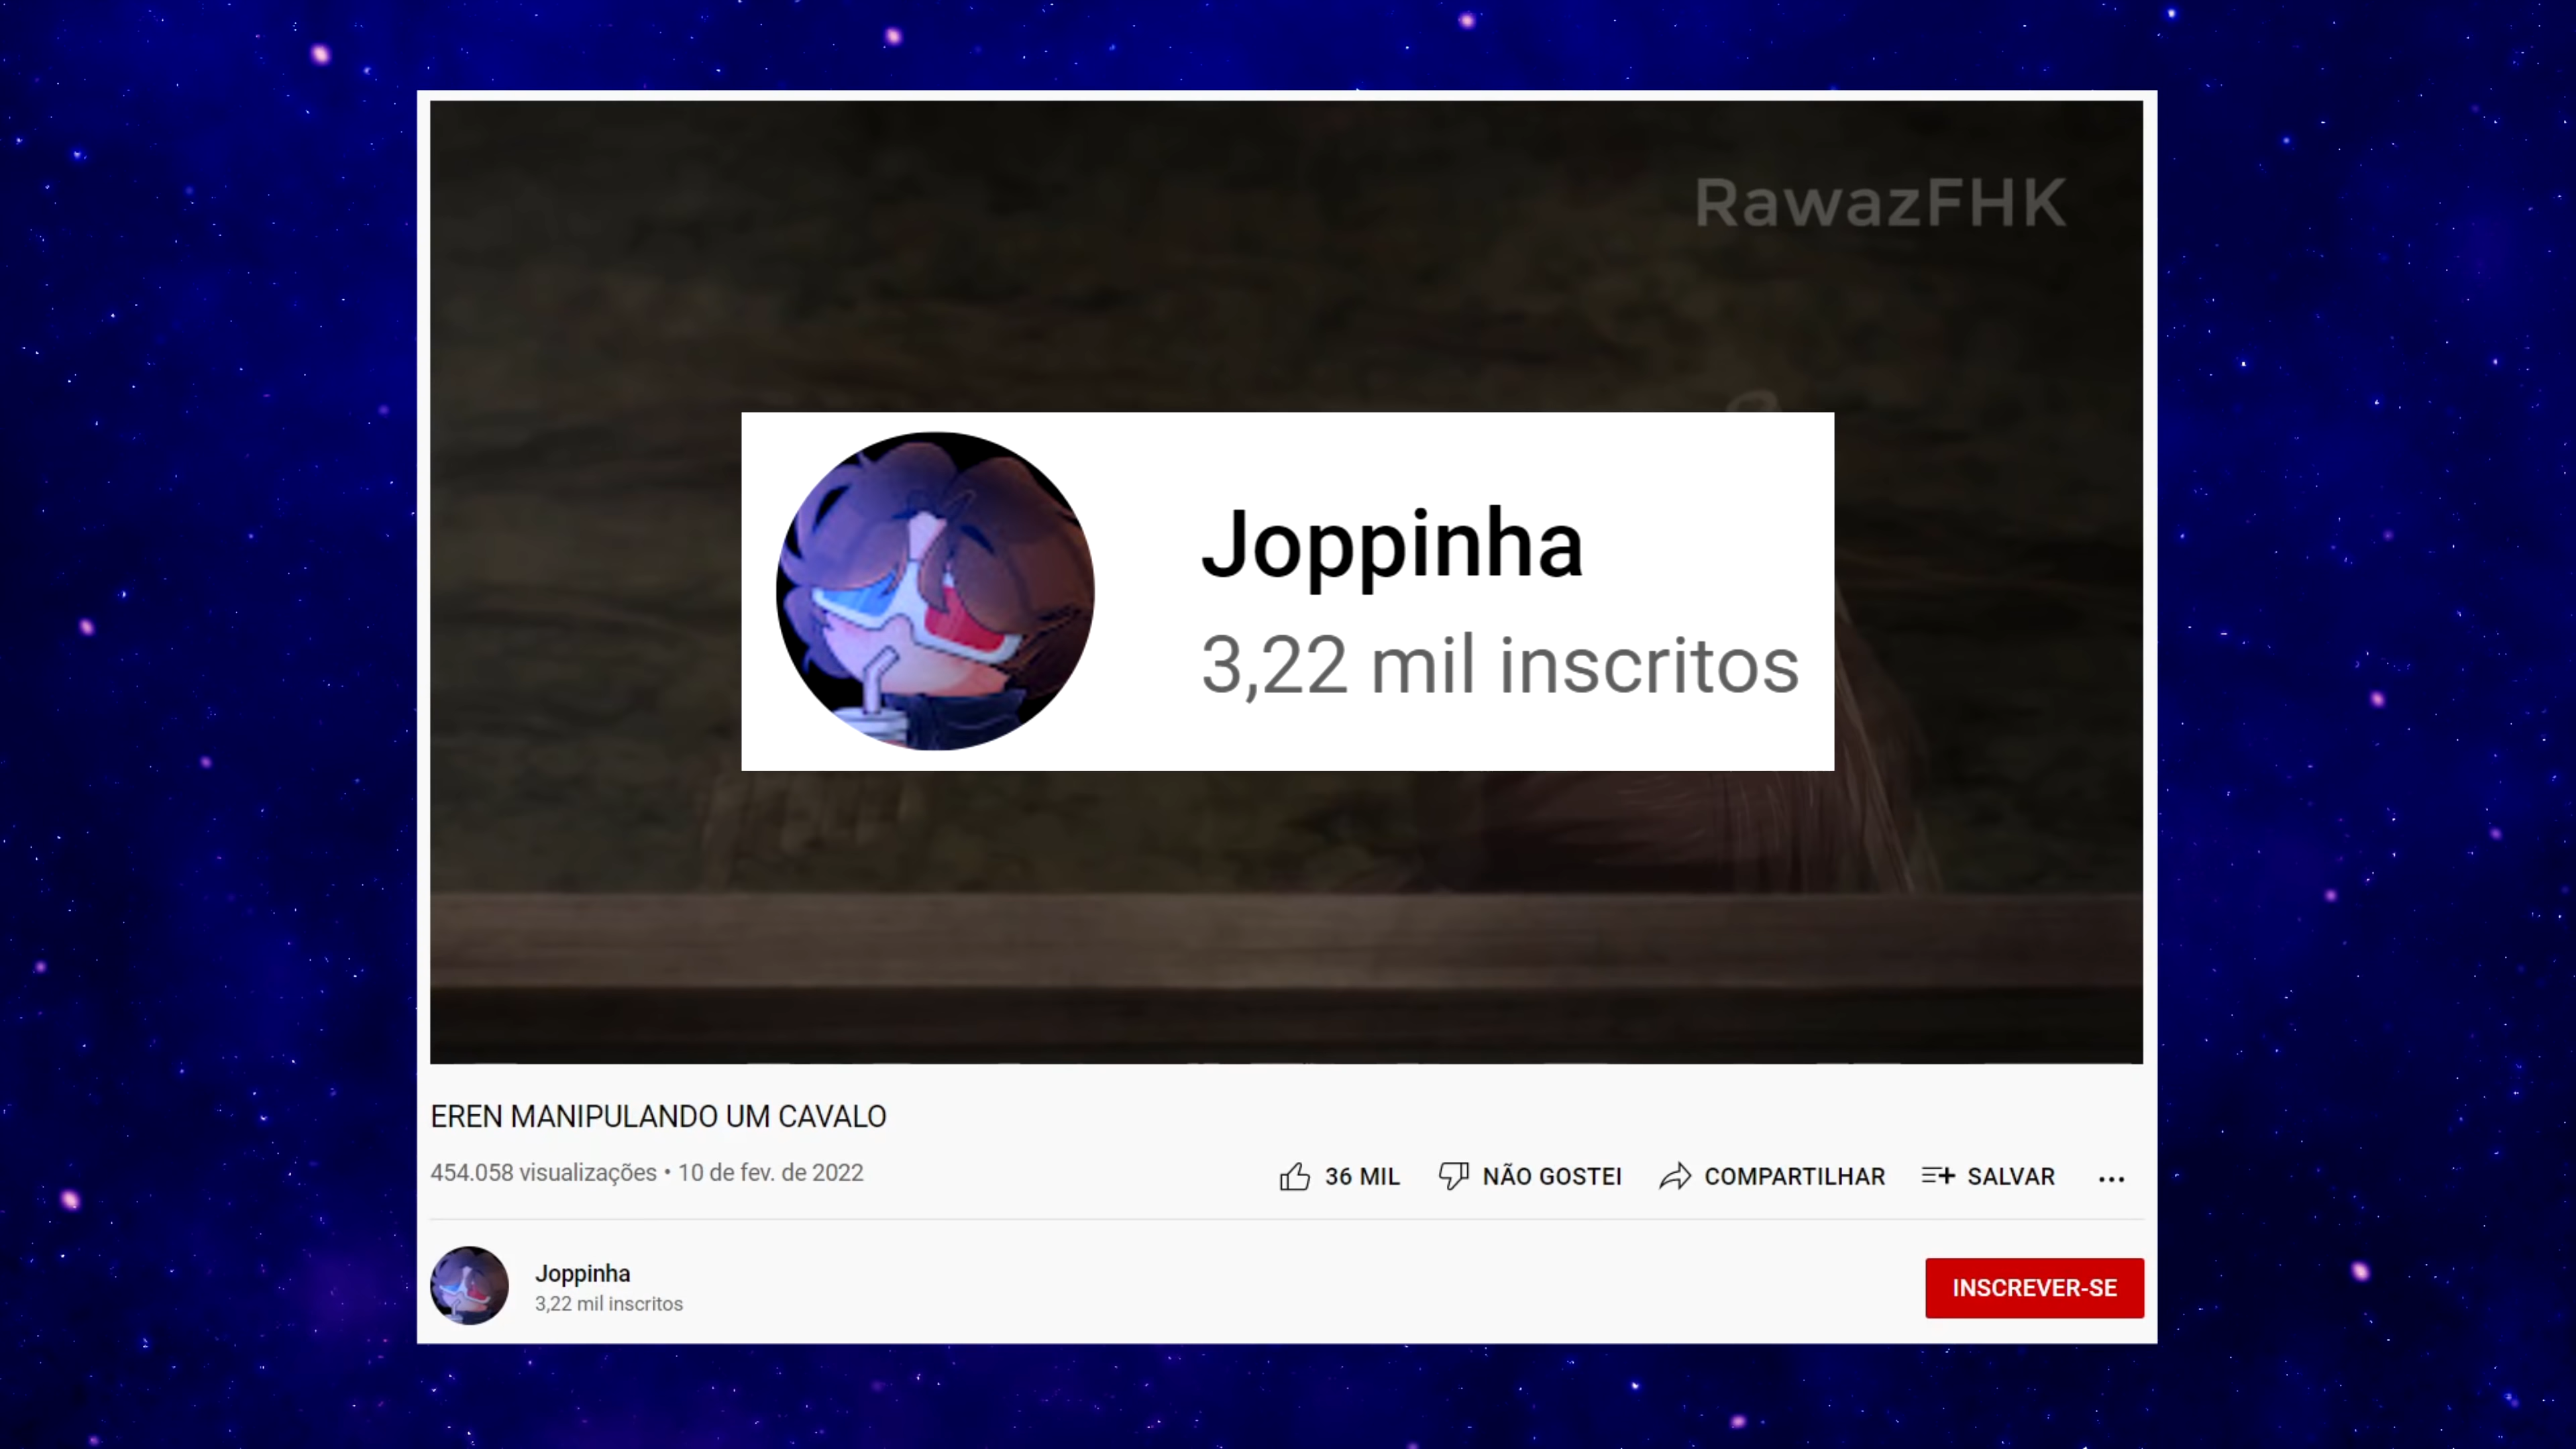 RawazFHK
Joppinha
3,22 mil inscritos
EREN MANIPULANDO UM CAVALO
454.058 visualizações • 10 de fev. de 2022
36 MIL NÃO GOSTEI COMPARTILHAR SALVAR ...
Joppinha
3,22 mil inscritos
INSCREVER-SE